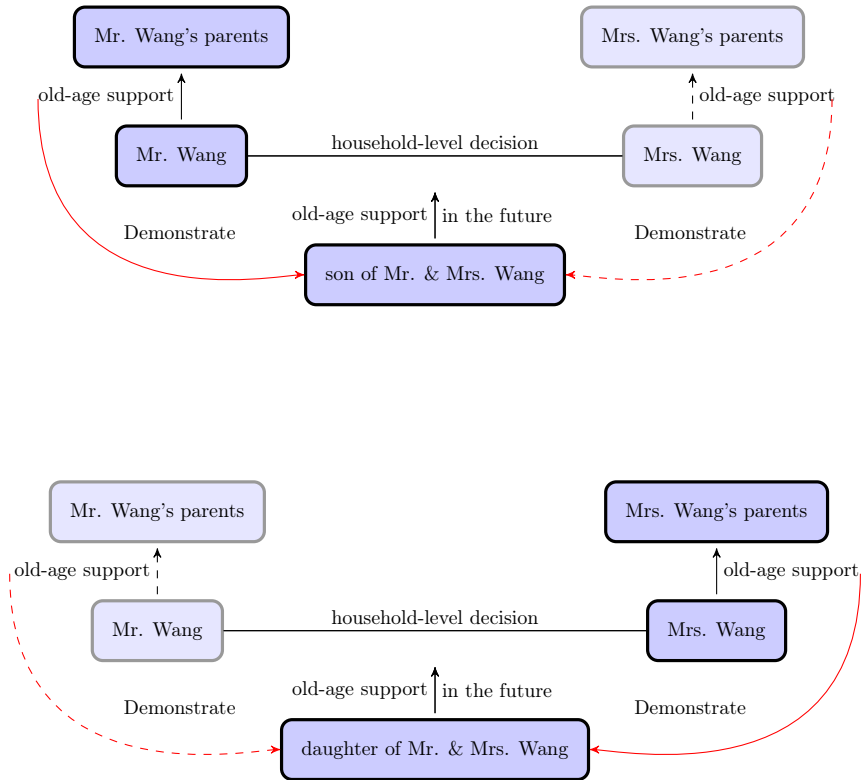 Mr. Wang's parents
Mrs. Wang's parents
old-age support
old-age support
household-level decision
Mr. Wang
Mrs. Wang
old-age support
in the future
Demonstrate
Demonstrate
son of Mr. & Mrs. Wang
Mr. Wang's parents
Mrs. Wang's parents
old-age support
old-age support
household-level decision
Mr. Wang
Mrs. Wang
old-age support
in the future
Demonstrate
Demonstrate
daughter of Mr. & Mrs. Wang